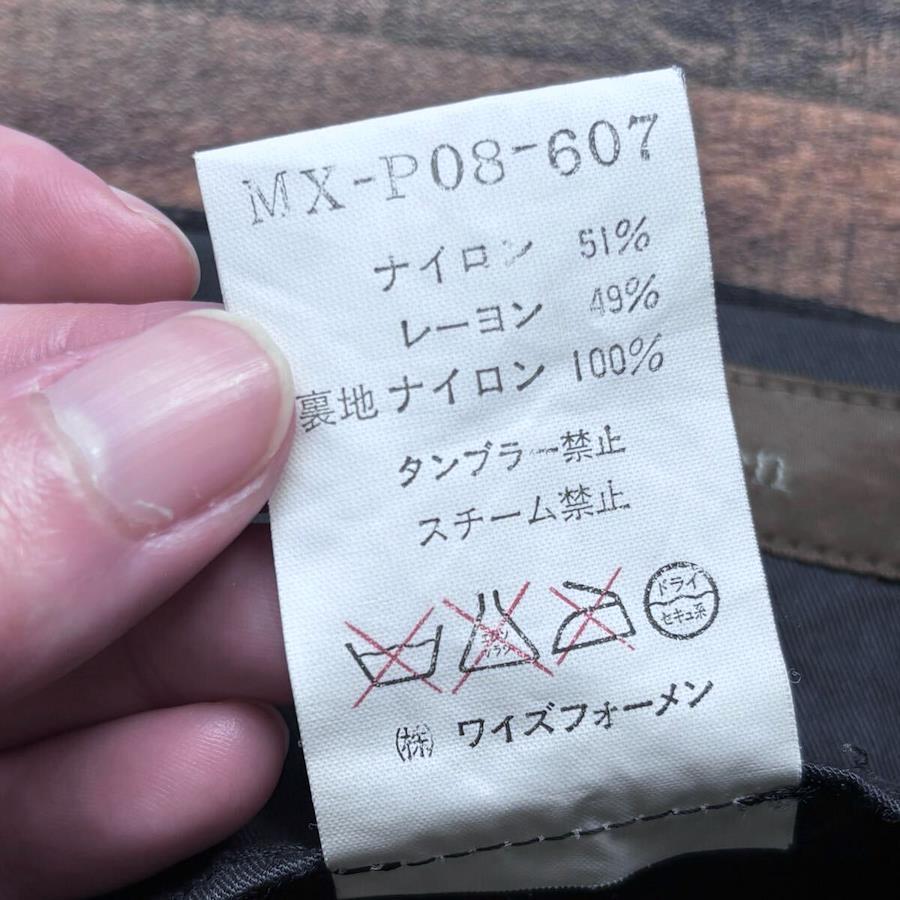 MX-P08-607
ナイロン 51%
レーヨン 49%
裏地 ナイロン 100%
タンブラー禁止
スチーム禁止
エンソ
サラシ
ドライ
セキュ系
(株) ワイズフォーメン
n